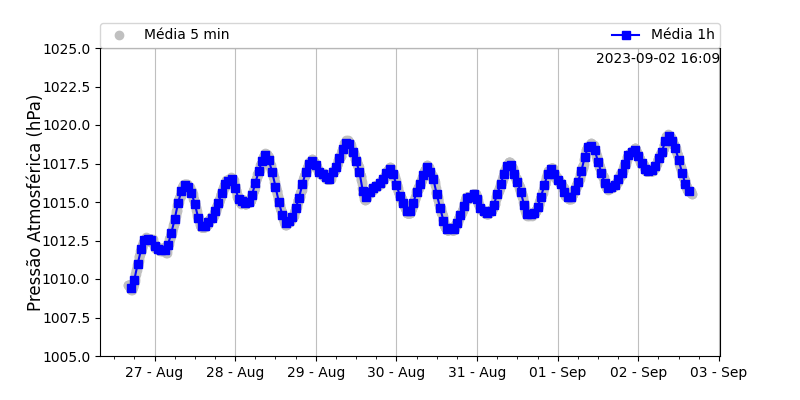 Média 5 min
Média 1h
2023-09-02 16:09
Pressão Atmosférica (hPa)
1025.0
1022.5
1020.0
1017.5
1015.0
1012.5
1010.0
1007.5
1005.0
27 - Aug
28 - Aug
29 - Aug
30 - Aug
31 - Aug
01 - Sep
02 - Sep
03 - Sep